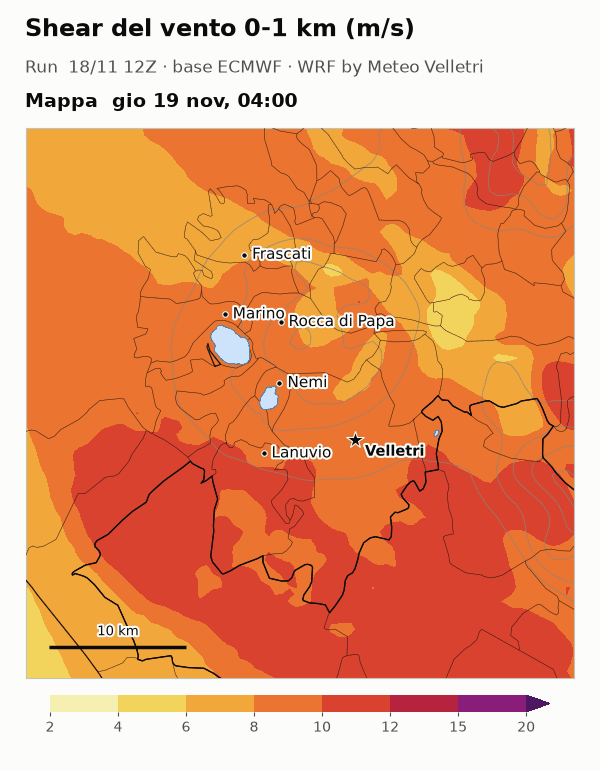 Shear del vento 0-1 km (m/s)
Run  18/11 12Z · base ECMWF · WRF by Meteo Velletri
Mappa  gio 19 nov, 04:00
Frascati
Marino
Rocca di Papa
Nemi
Velletri
Lanuvio
10 km
2 4 6 8 10 12 15 20